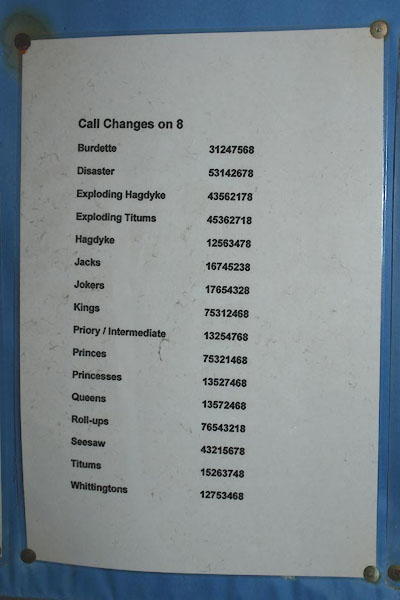 Call Changes on 8
Burdette 31247568
Disaster 53142678
Exploding Hagdyke 43562178
Exploding Titums 45362718
Hagdyke 12563478
Jacks 16745238
Jokers 17654328
Kings 75312468
Priory / Intermediate 13254768
Princes 75321468
Princesses 13527468
Queens 13572468
Roll-ups 76543218
Seesaw 43215678
Titums 15263748
Whittingtons 12753468